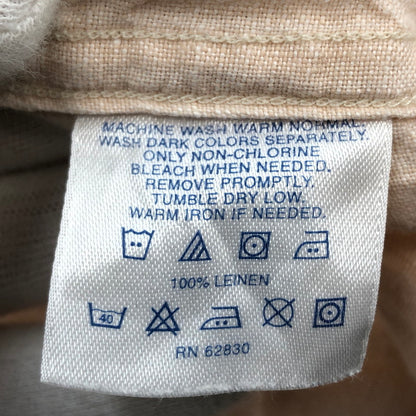 MACHINE WASH WARM NORMAL.
WASH DARK COLORS SEPARATELY.
ONLY NON-CHLORINE
BLEACH WHEN NEEDED.
REMOVE PROMPTLY.
TUMBLE DRY LOW.
WARM IRON IF NEEDED.
100% LEINEN
40
RN 62830